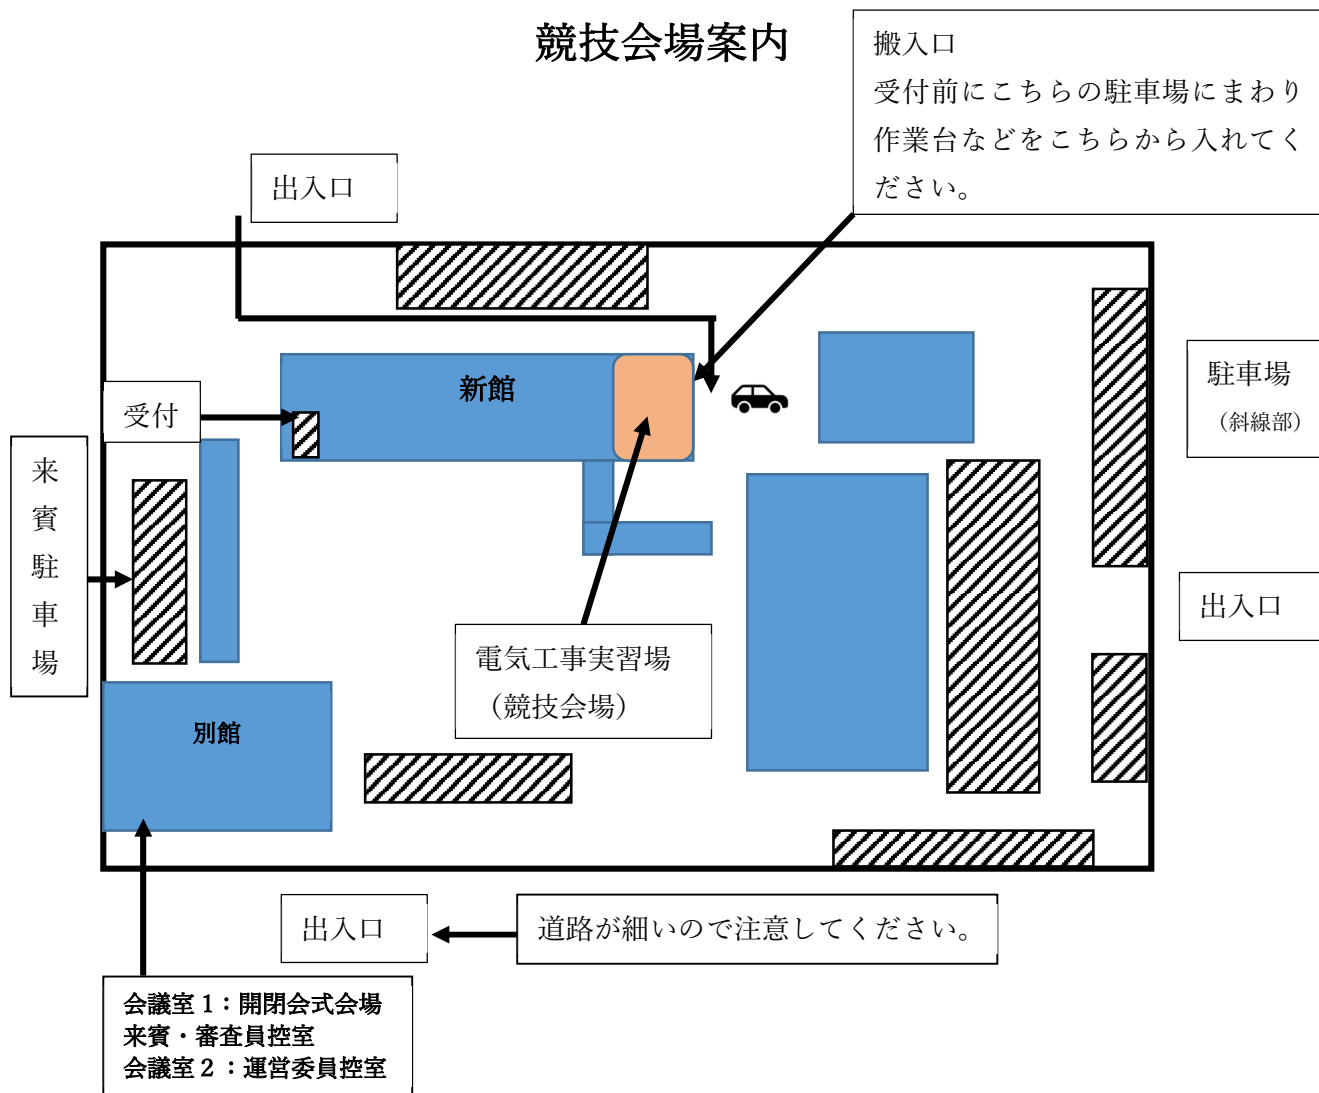 競技会場案内
搬入口
受付前にこちらの駐車場にまわり
作業台などをこちらから入れてく
ださい。
出入口
新館
駐車場
（斜線部）
受付
来賓駐車場
出入口
電気工事実習場
（競技会場）
別館
出入口
道路が細いので注意してください。
会議室１：開閉会式会場
来賓・審査員控室
会議室２：運営委員控室